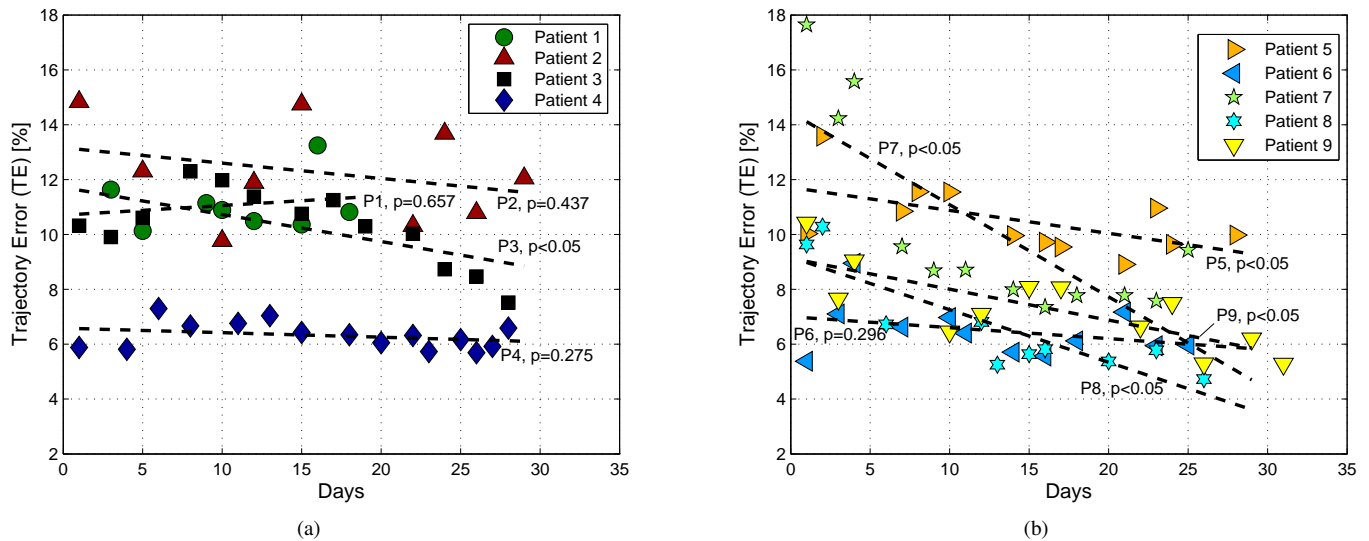 18
16
14
12
10
8
6
4
2
Trajectory Error (TE) [%]
0
5
10
15
20
25
30
35
Days
Patient 1
Patient 2
Patient 3
Patient 4
P1, p=0.657
P2, p=0.437
P3, p<0.05
P4, p=0.275
(a)
18
16
14
12
10
8
6
4
2
Trajectory Error (TE) [%]
0
5
10
15
20
25
30
35
Days
Patient 5
Patient 6
Patient 7
Patient 8
Patient 9
P7, p<0.05
P5, p<0.05
P9, p<0.05
P6, p=0.296
P8, p<0.05
(b)